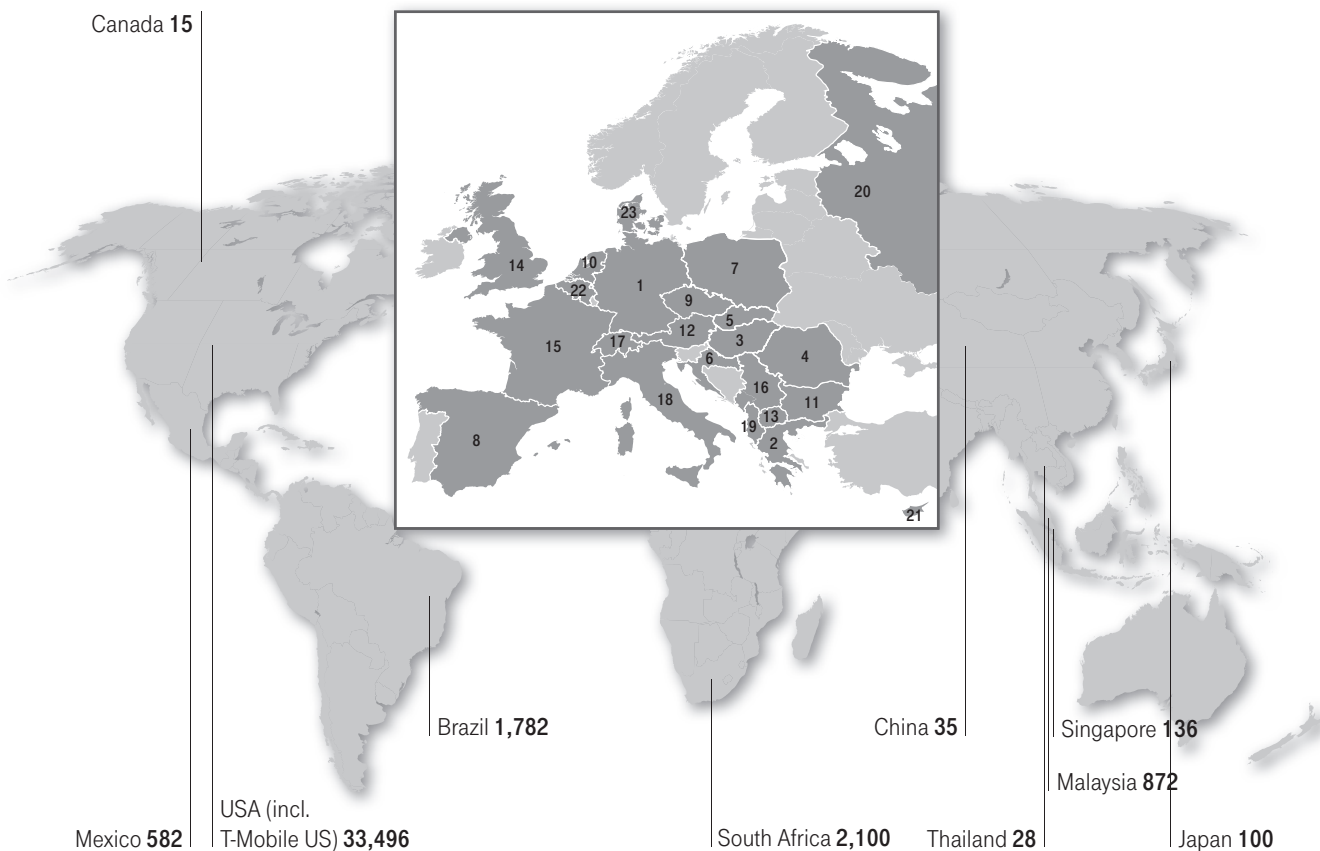 Canada 15
23
20
14
10
7
22
1
9
5
12
3
17
15
6
4
16
18
11
13
19
8
2
21
Brazil 1,782
China 35
Singapore 136
Malaysia 872
USA (incl.
Mexico 582
T-Mobile US) 33,496
South Africa 2,100
Thailand 28
Japan 100